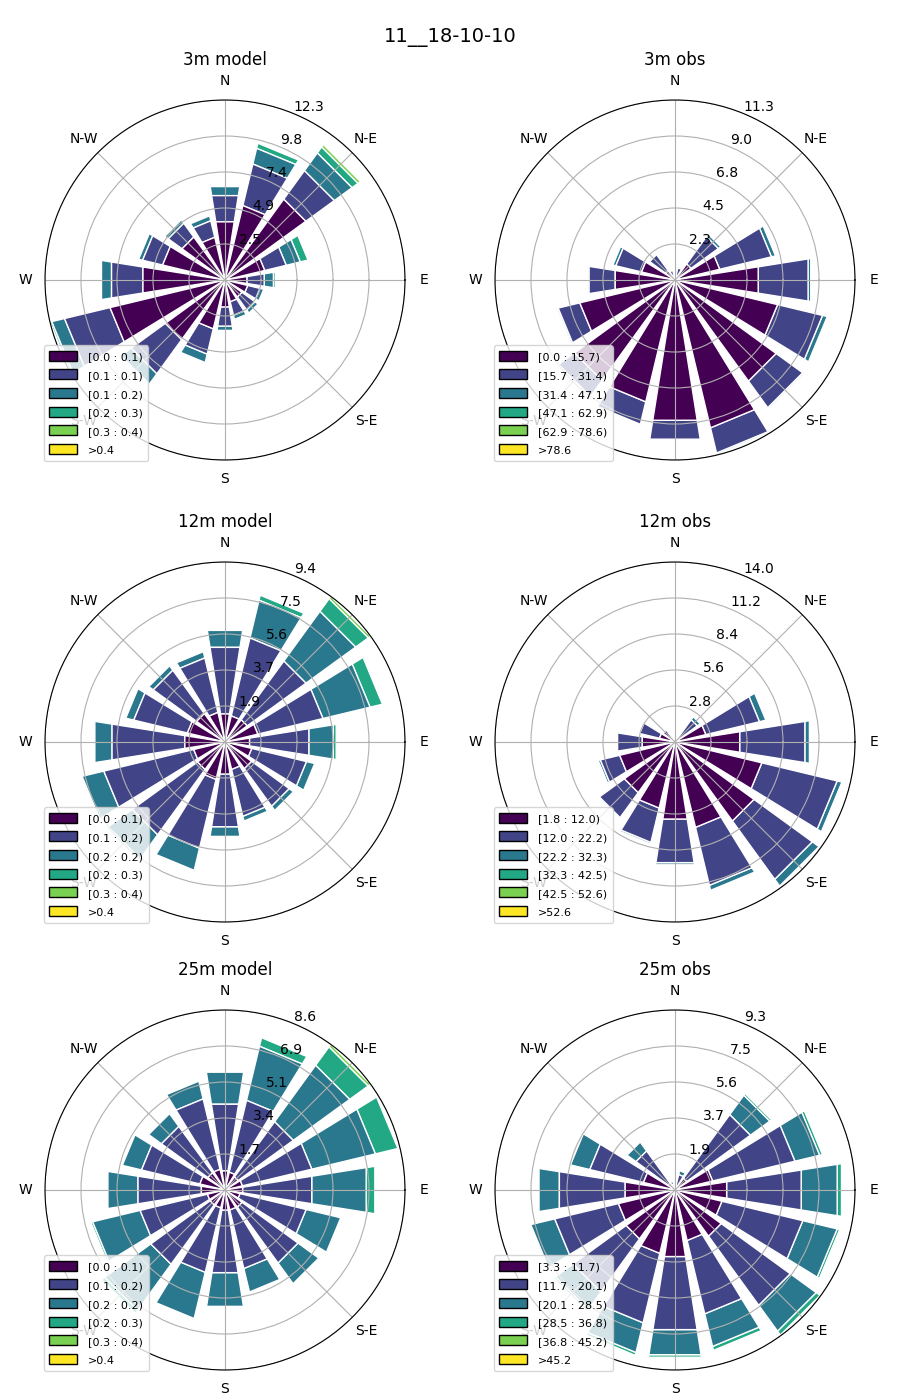 11__18-10-10
3m model
3m obs
N
12.3
9.8
7.4
4.9
2.5
N-W
N-E
W
E
S-W
S-E
S
[0.0 : 0.1)
[0.1 : 0.1)
[0.1 : 0.2)
[0.2 : 0.3)
[0.3 : 0.4)
>0.4
N
11.3
9.0
6.8
4.5
2.3
N-W
N-E
W
E
S-W
S-E
S
[0.0 : 15.7)
[15.7 : 31.4)
[31.4 : 47.1)
[47.1 : 62.9)
[62.9 : 78.6)
>78.6
12m model
12m obs
N
9.4
7.5
5.6
3.7
1.9
N-W
N-E
W
E
S-W
S-E
S
[0.0 : 0.1)
[0.1 : 0.2)
[0.2 : 0.2)
[0.2 : 0.3)
[0.3 : 0.4)
>0.4
N
14.0
11.2
8.4
5.6
2.8
N-W
N-E
W
E
S-W
S-E
S
[1.8 : 12.0)
[12.0 : 22.2)
[22.2 : 32.3)
[32.3 : 42.5)
[42.5 : 52.6)
>52.6
25m model
25m obs
N
8.6
6.9
5.1
3.4
1.7
N-W
N-E
W
E
S-W
S-E
S
[0.0 : 0.1)
[0.1 : 0.2)
[0.2 : 0.2)
[0.2 : 0.3)
[0.3 : 0.4)
>0.4
N
9.3
7.5
5.6
3.7
1.9
N-W
N-E
W
E
S-W
S-E
S
[3.3 : 11.7)
[11.7 : 20.1)
[20.1 : 28.5)
[28.5 : 36.8)
[36.8 : 45.2)
>45.2